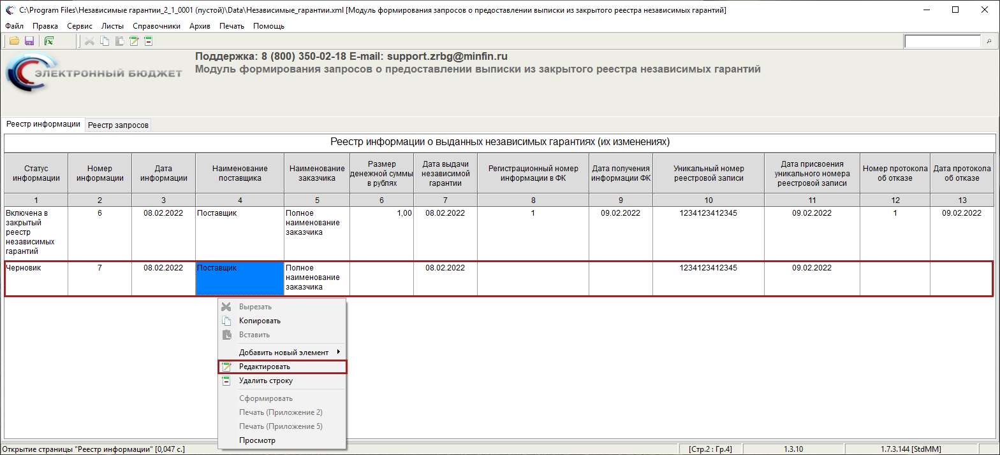 C:\Program Files\Независимые гарантии_2_1_0001 (пустой)\Data\Независимые_гарантии.xml [Модуль формирования запросов о предоставлении выписки из закрытого реестра независимых гарантий]
Файл Правка Сервис Листы Справочники Архив Печать Помощь
Поддержка: 8 (800) 350-02-18 E-mail: support.zrbg@minfin.ru
Модуль формирования запросов о предоставлении выписки из закрытого реестра независимых гарантий
ЭЛЕКТРОННЫЙ БЮДЖЕТ
Реестр информации Реестр запросов
Реестр информации о выданных независимых гарантиях (их изменениях)
Статус информации Номер информации Дата информации Наименование поставщика Наименование заказчика Размер денежной суммы в рублях Дата выдачи независимой гарантии Регистрационный номер информации в ФК Дата получения информации ФК Уникальный номер реестровой записи Дата присвоения уникального номера реестровой записи Номер протокола об отказе Дата протокола об отказе
1 2 3 4 5 6 7 8 9 10 11 12 13
Включена в закрытый реестр независимых гарантий 6 08.02.2022 Поставщик Полное наименование заказчика 1,00 08.02.2022 1 09.02.2022 1234123412345 09.02.2022 1 09.02.2022
Черновик 7 08.02.2022 Поставщик Полное наименование заказчика 08.02.2022 1234123412345 09.02.2022
Вырезать
Копировать
Вставить
Добавить новый элемент
Редактировать
Удалить строку
Сформировать
Печать (Приложение 2)
Печать (Приложение 5)
Просмотр
Открытие страницы "Реестр информации" [0,047 с.] [Стр.2 : Гр.4] 1.3.10 1.7.3.144 [StdMM]